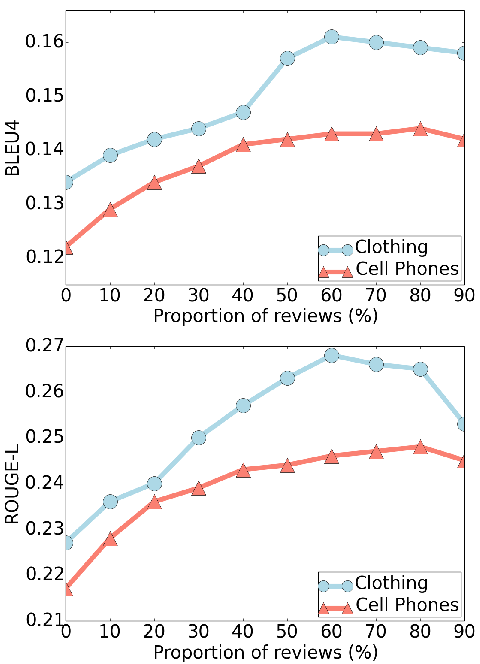 BLEU4
0.16
0.15
0.14
0.13
0.12
Clothing
Cell Phones
0 10 20 30 40 50 60 70 80 90
Proportion of reviews (%)
ROUGE-L
0.27
0.26
0.25
0.24
0.23
0.22
0.21
Clothing
Cell Phones
0 10 20 30 40 50 60 70 80 90
Proportion of reviews (%)